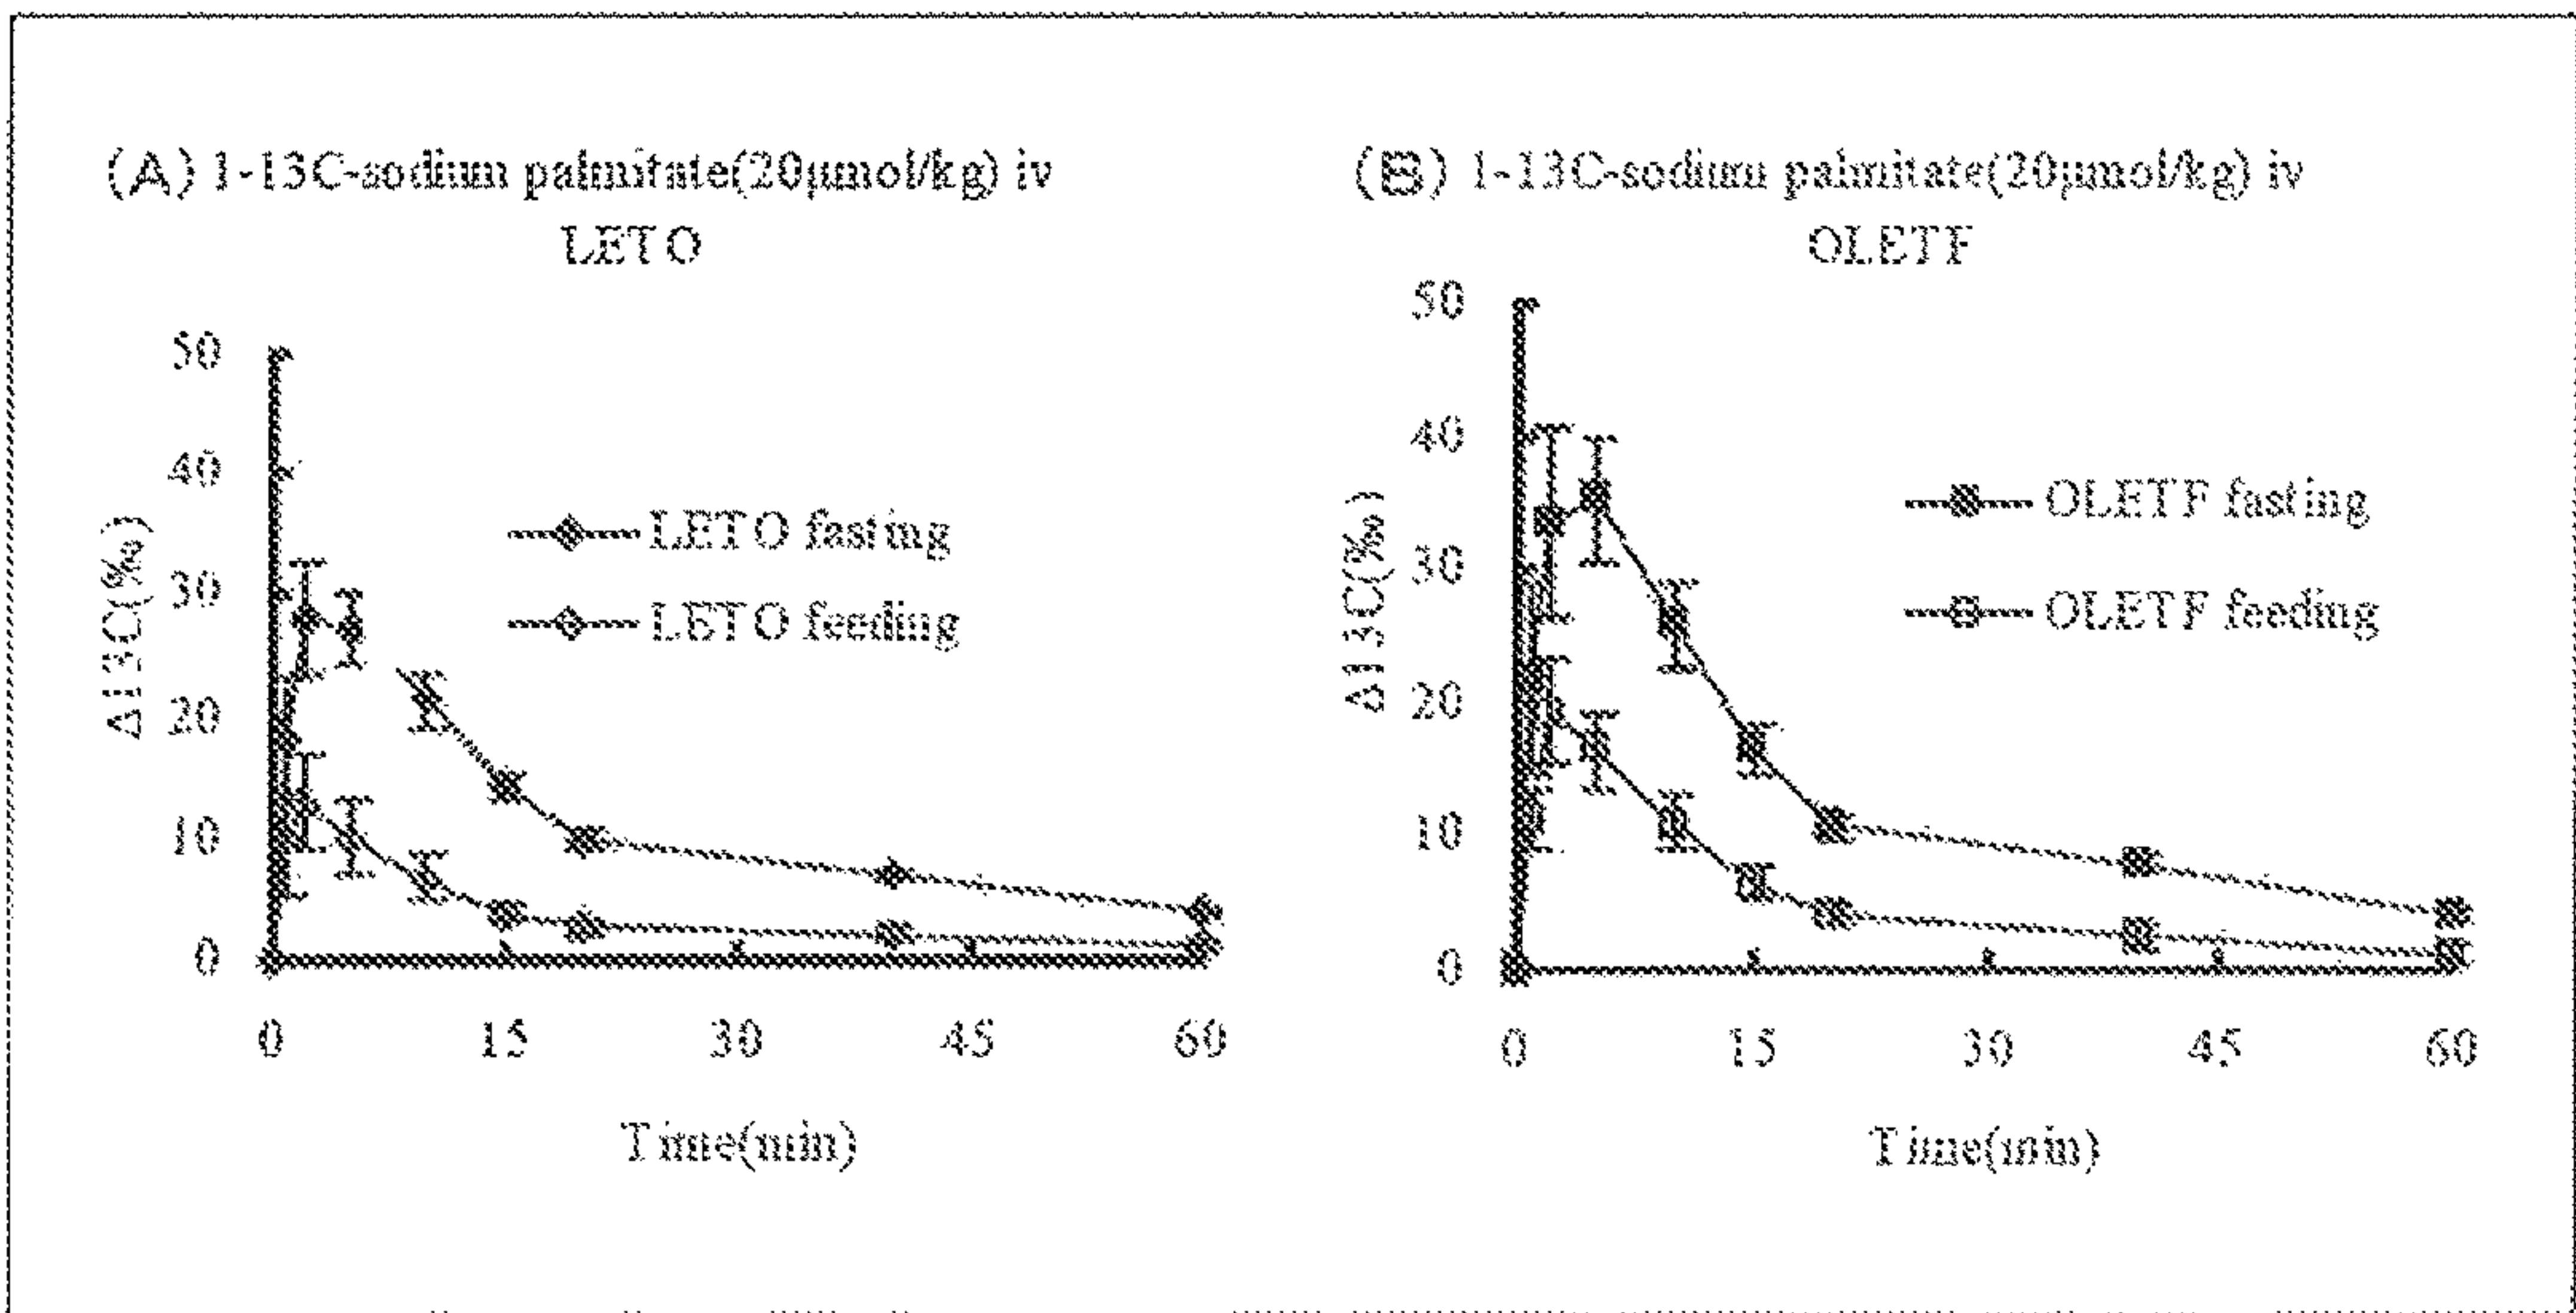 (A) 1-13C-sodium palmitate(20μmol/kg) iv
LETO
50
40
30
20
10
0
Δ13C(‰)
LETO fasting
LETO feeding
0 15 30 45 60
Time(min)
(B) 1-13C-sodium palmitate(20μmol/kg) iv
OLETF
50
40
30
20
10
0
Δ13C(‰)
OLETF fasting
OLETF feeding
0 15 30 45 60
Time(min)